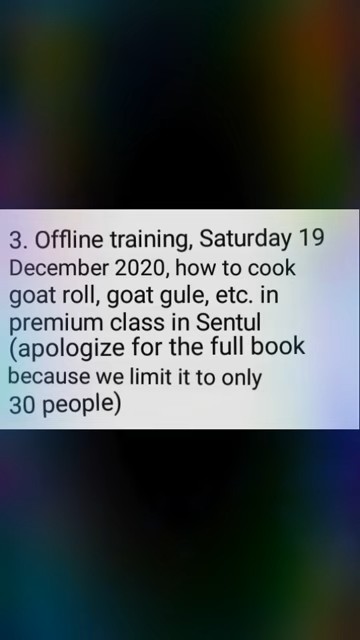 3. Offline training, Saturday 19
December 2020, how to cook
goat roll, goat gule, etc. in
premium class in Sentul
(apologize for the full book
because we limit it to only
30 people)